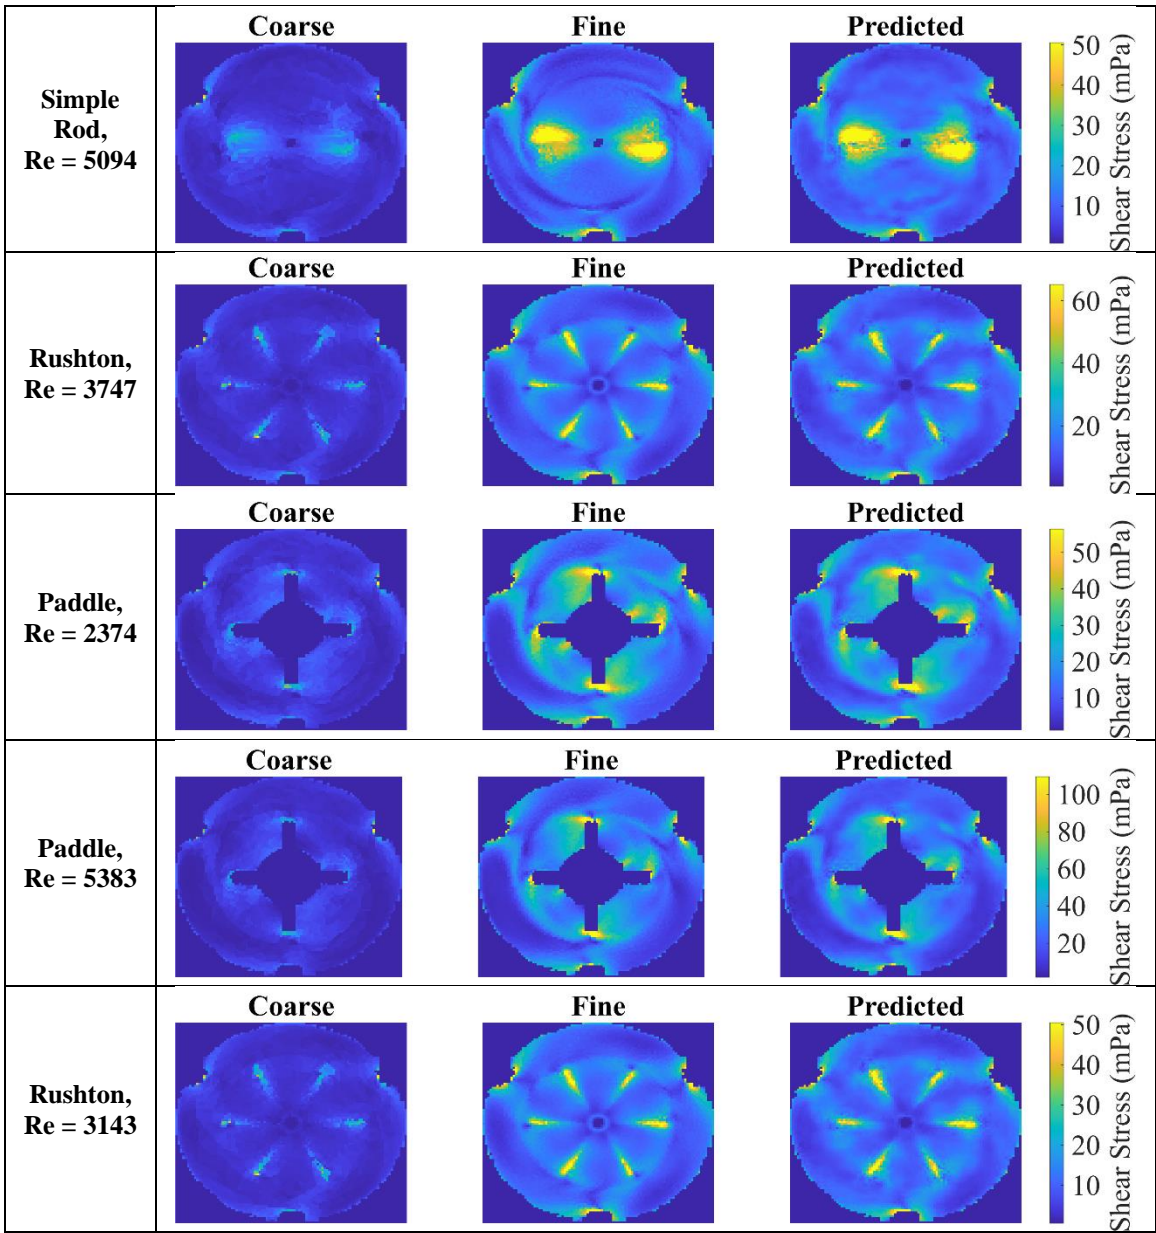 Coarse Fine Predicted
Simple
Rod,
Re = 5094
50
40
30
20
10
Shear Stress (mPa)
Coarse Fine Predicted
Rushton,
Re = 3747
60
40
20
Shear Stress (mPa)
Coarse Fine Predicted
Paddle,
Re = 2374
50
40
30
20
10
Shear Stress (mPa)
Coarse Fine Predicted
Paddle,
Re = 5383
100
80
60
40
20
Shear Stress (mPa)
Coarse Fine Predicted
Rushton,
Re = 3143
50
40
30
20
10
Shear Stress (mPa)